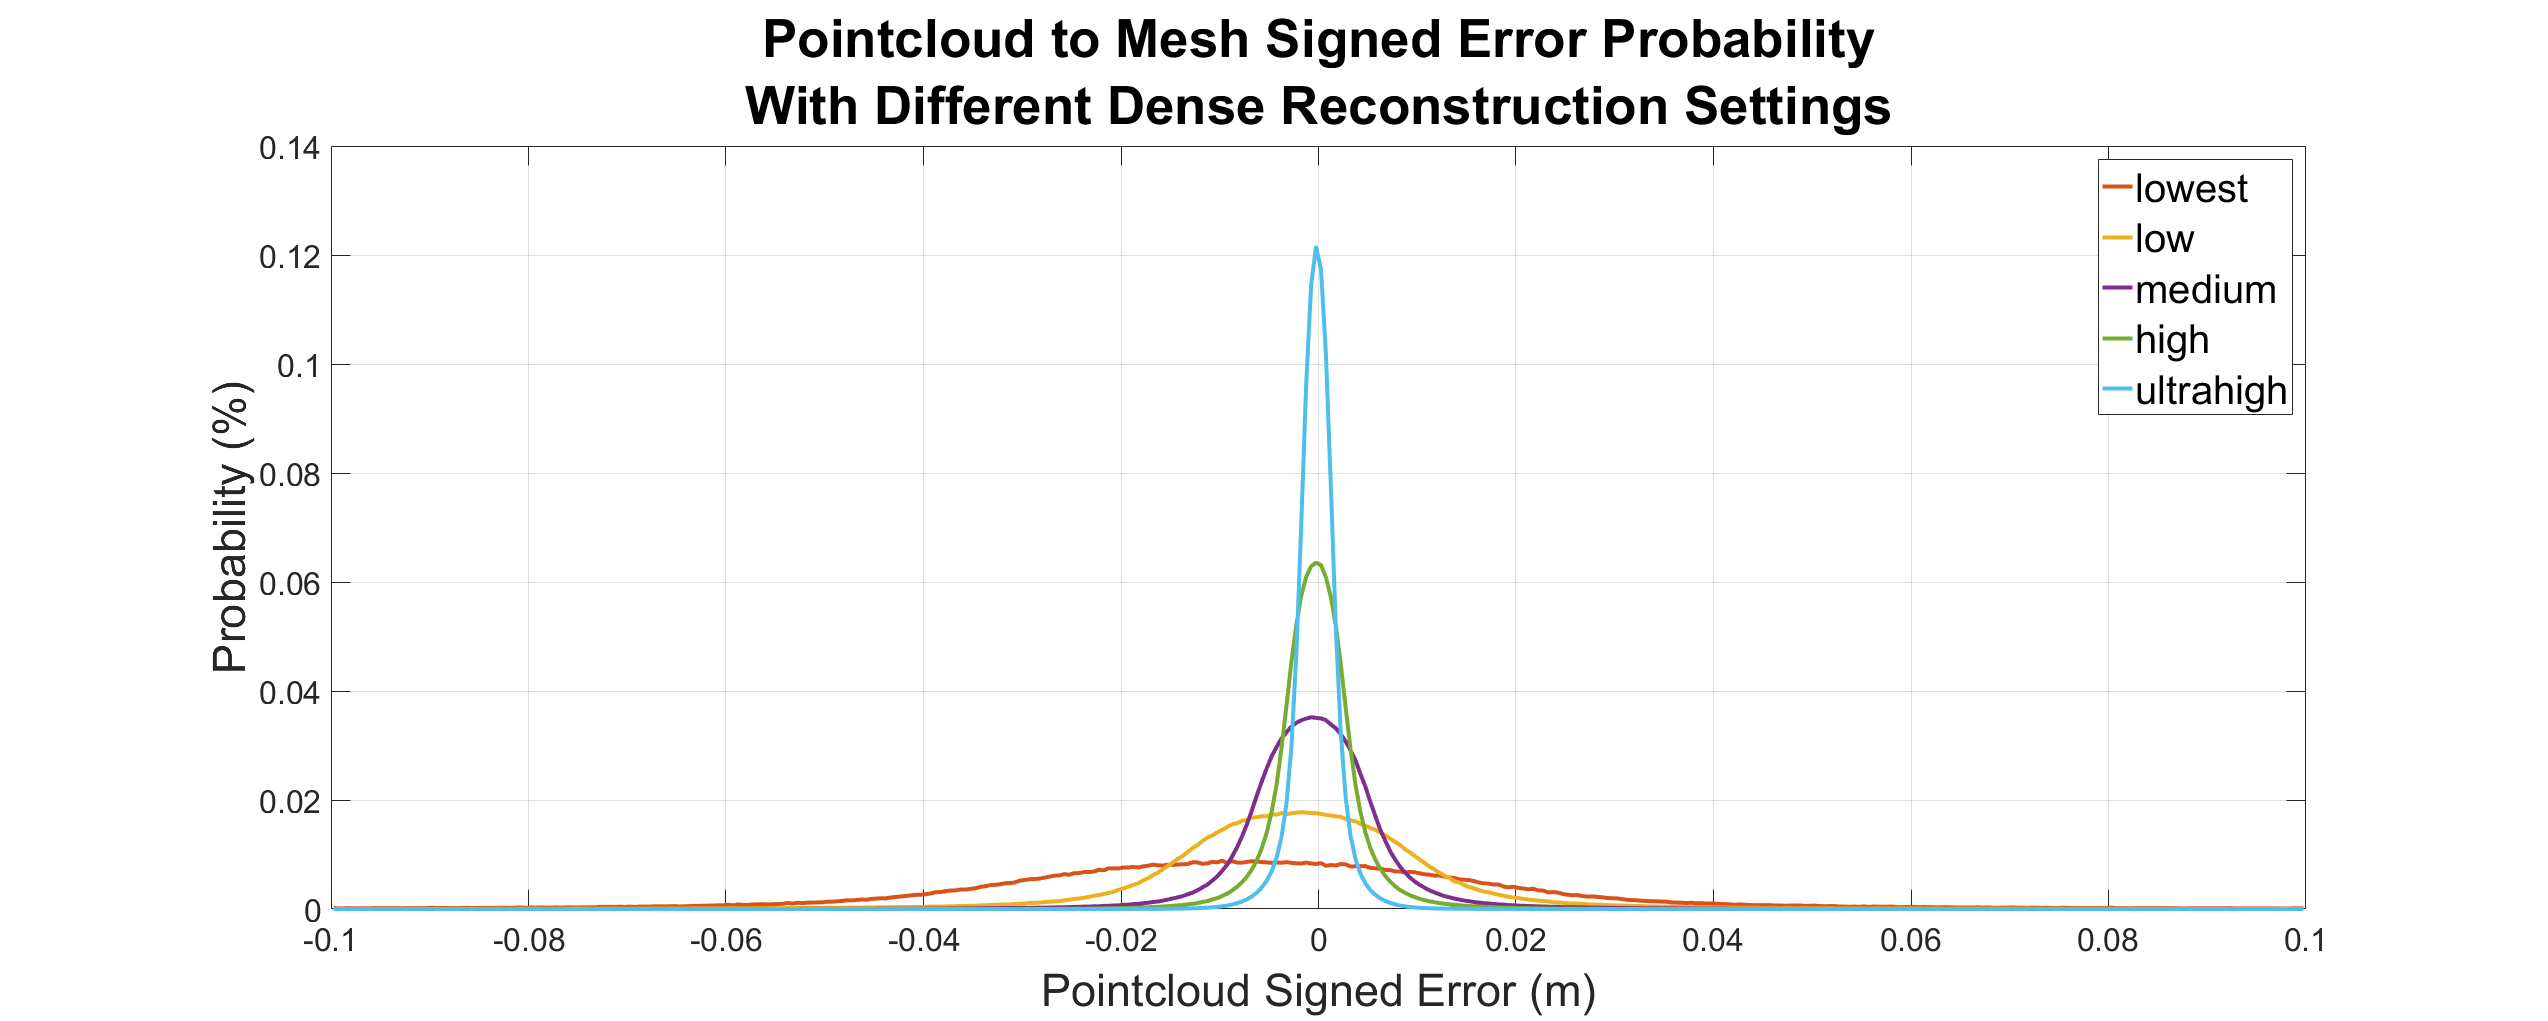 Pointcloud to Mesh Signed Error Probability
With Different Dense Reconstruction Settings
0.14
0.12
0.1
0.08
0.06
0.04
0.02
0
Probability (%)
lowest
low
medium
high
ultrahigh
-0.1 -0.08 -0.06 -0.04 -0.02 0 0.02 0.04 0.06 0.08 0.1
Pointcloud Signed Error (m)